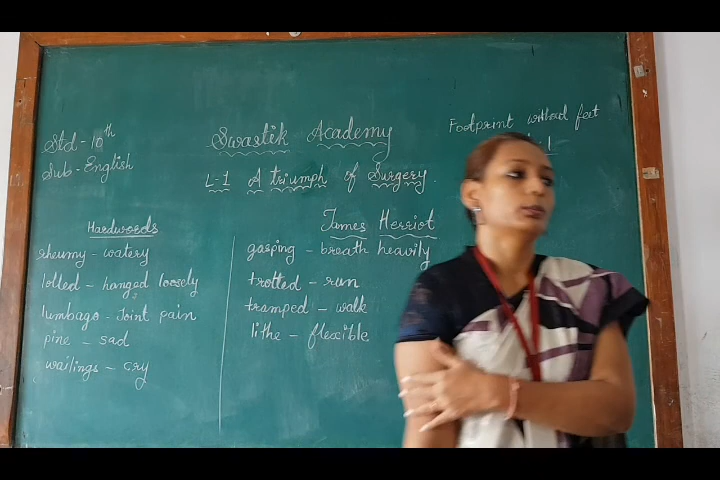 Std - 10th
Sub - English
Swastik Academy
Footprint without feet
L-1 A triumph of Surgery.
James Herriot
Hardwords
rheumy - watery
lolled - hanged loosely
lumbago - Joint pain
pine - sad
wailings - cry
gasping - breath heavily
trotted - run
tramped - walk
lithe - flexible